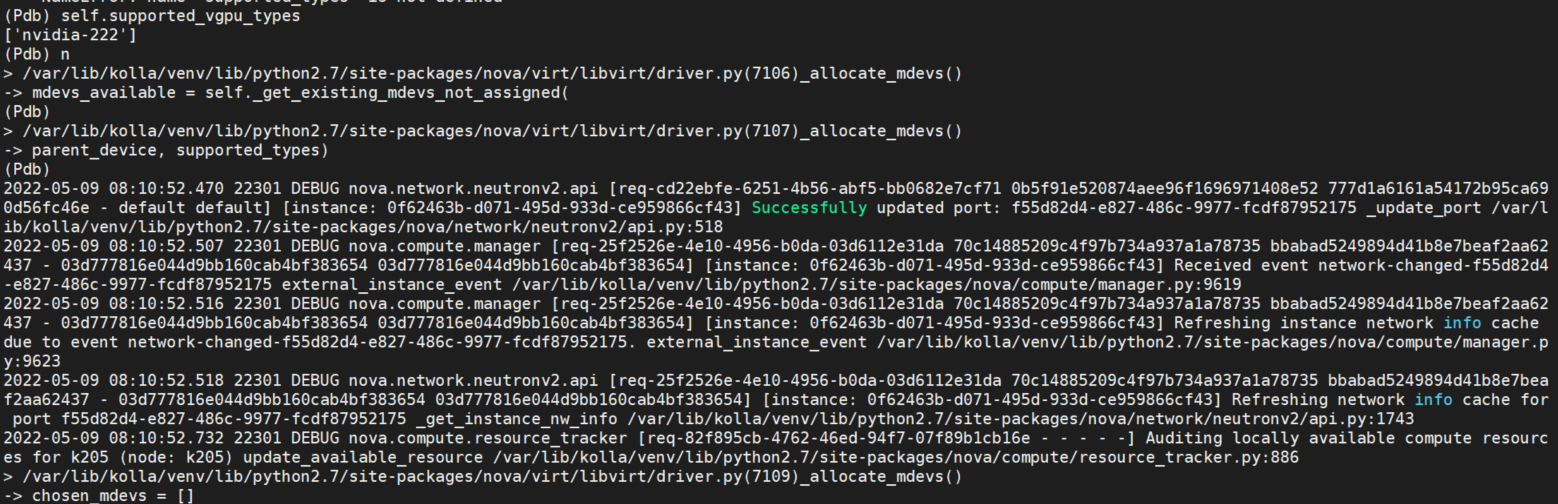 NameError: name 'supported_types' is not defined
(Pdb) self.supported_vgpu_types
['nvidia-222']
(Pdb) n
> /var/lib/kolla/venv/lib/python2.7/site-packages/nova/virt/libvirt/driver.py(7106)_allocate_mdevs()
-> mdevs_available = self._get_existing_mdevs_not_assigned(
(Pdb)
> /var/lib/kolla/venv/lib/python2.7/site-packages/nova/virt/libvirt/driver.py(7107)_allocate_mdevs()
-> parent_device, supported_types)
(Pdb)
2022-05-09 08:10:52.470 22301 DEBUG nova.network.neutronv2.api [req-cd22ebfe-6251-4b56-abf5-bb0682e7cf71 0b5f91e520874aee96f1696971408e52 777d1a6161a54172b95ca69
0d56fc46e - default default] [instance: 0f62463b-d071-495d-933d-ce959866cf43] Successfully updated port: f55d82d4-e827-486c-9977-fcdf87952175 _update_port /var/l
ib/kolla/venv/lib/python2.7/site-packages/nova/network/neutronv2/api.py:518
2022-05-09 08:10:52.507 22301 DEBUG nova.compute.manager [req-25f2526e-4e10-4956-b0da-03d6112e31da 70c14885209c4f97b734a937a1a78735 bbabad5249894d41b8e7beaf2aa62
437 - 03d777816e044d9bb160cab4bf383654 03d777816e044d9bb160cab4bf383654] [instance: 0f62463b-d071-495d-933d-ce959866cf43] Received event network-changed-f55d82d4
-e827-486c-9977-fcdf87952175 external_instance_event /var/lib/kolla/venv/lib/python2.7/site-packages/nova/compute/manager.py:9619
2022-05-09 08:10:52.516 22301 DEBUG nova.compute.manager [req-25f2526e-4e10-4956-b0da-03d6112e31da 70c14885209c4f97b734a937a1a78735 bbabad5249894d41b8e7beaf2aa62
437 - 03d777816e044d9bb160cab4bf383654 03d777816e044d9bb160cab4bf383654] [instance: 0f62463b-d071-495d-933d-ce959866cf43] Refreshing instance network info cache
due to event network-changed-f55d82d4-e827-486c-9977-fcdf87952175. external_instance_event /var/lib/kolla/venv/lib/python2.7/site-packages/nova/compute/manager.p
y:9623
2022-05-09 08:10:52.518 22301 DEBUG nova.network.neutronv2.api [req-25f2526e-4e10-4956-b0da-03d6112e31da 70c14885209c4f97b734a937a1a78735 bbabad5249894d41b8e7bea
f2aa62437 - 03d777816e044d9bb160cab4bf383654 03d777816e044d9bb160cab4bf383654] [instance: 0f62463b-d071-495d-933d-ce959866cf43] Refreshing network info cache for
port f55d82d4-e827-486c-9977-fcdf87952175 _get_instance_nw_info /var/lib/kolla/venv/lib/python2.7/site-packages/nova/network/neutronv2/api.py:1743
2022-05-09 08:10:52.732 22301 DEBUG nova.compute.resource_tracker [req-82f895cb-4762-46ed-94f7-07f89b1cb16e - - - - -] Auditing locally available compute resourc
es for k205 (node: k205) update_available_resource /var/lib/kolla/venv/lib/python2.7/site-packages/nova/compute/resource_tracker.py:886
> /var/lib/kolla/venv/lib/python2.7/site-packages/nova/virt/libvirt/driver.py(7109)_allocate_mdevs()
-> chosen_mdevs = []